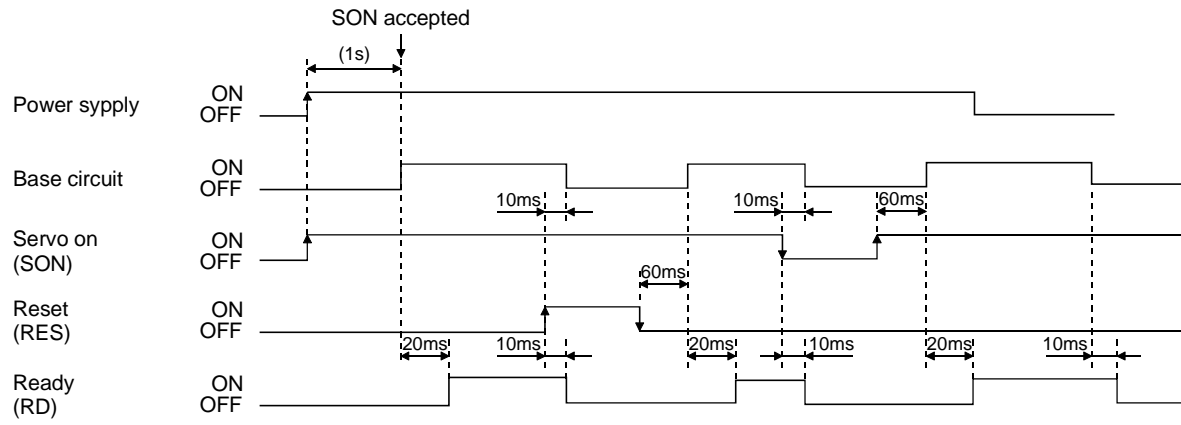 SON accepted
(1s)
Power sypply
ON
OFF
Base circuit
ON
OFF
10ms
10ms
60ms
Servo on
(SON)
ON
OFF
60ms
Reset
(RES)
ON
OFF
20ms
10ms
20ms
10ms
20ms
10ms
Ready
(RD)
ON
OFF